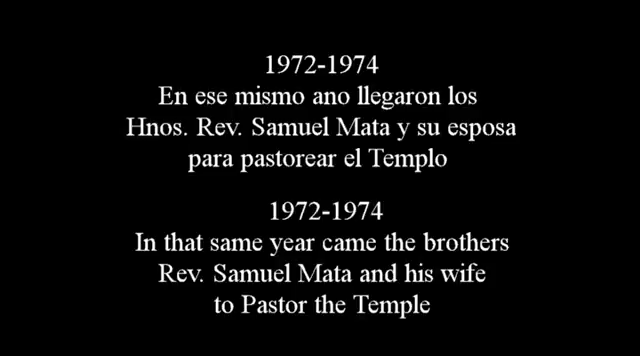 1972-1974
En ese mismo ano llegaron los
Hnos. Rev. Samuel Mata y su esposa
para pastorear el Templo
1972-1974
In that same year came the brothers
Rev. Samuel Mata and his wife
to Pastor the Temple